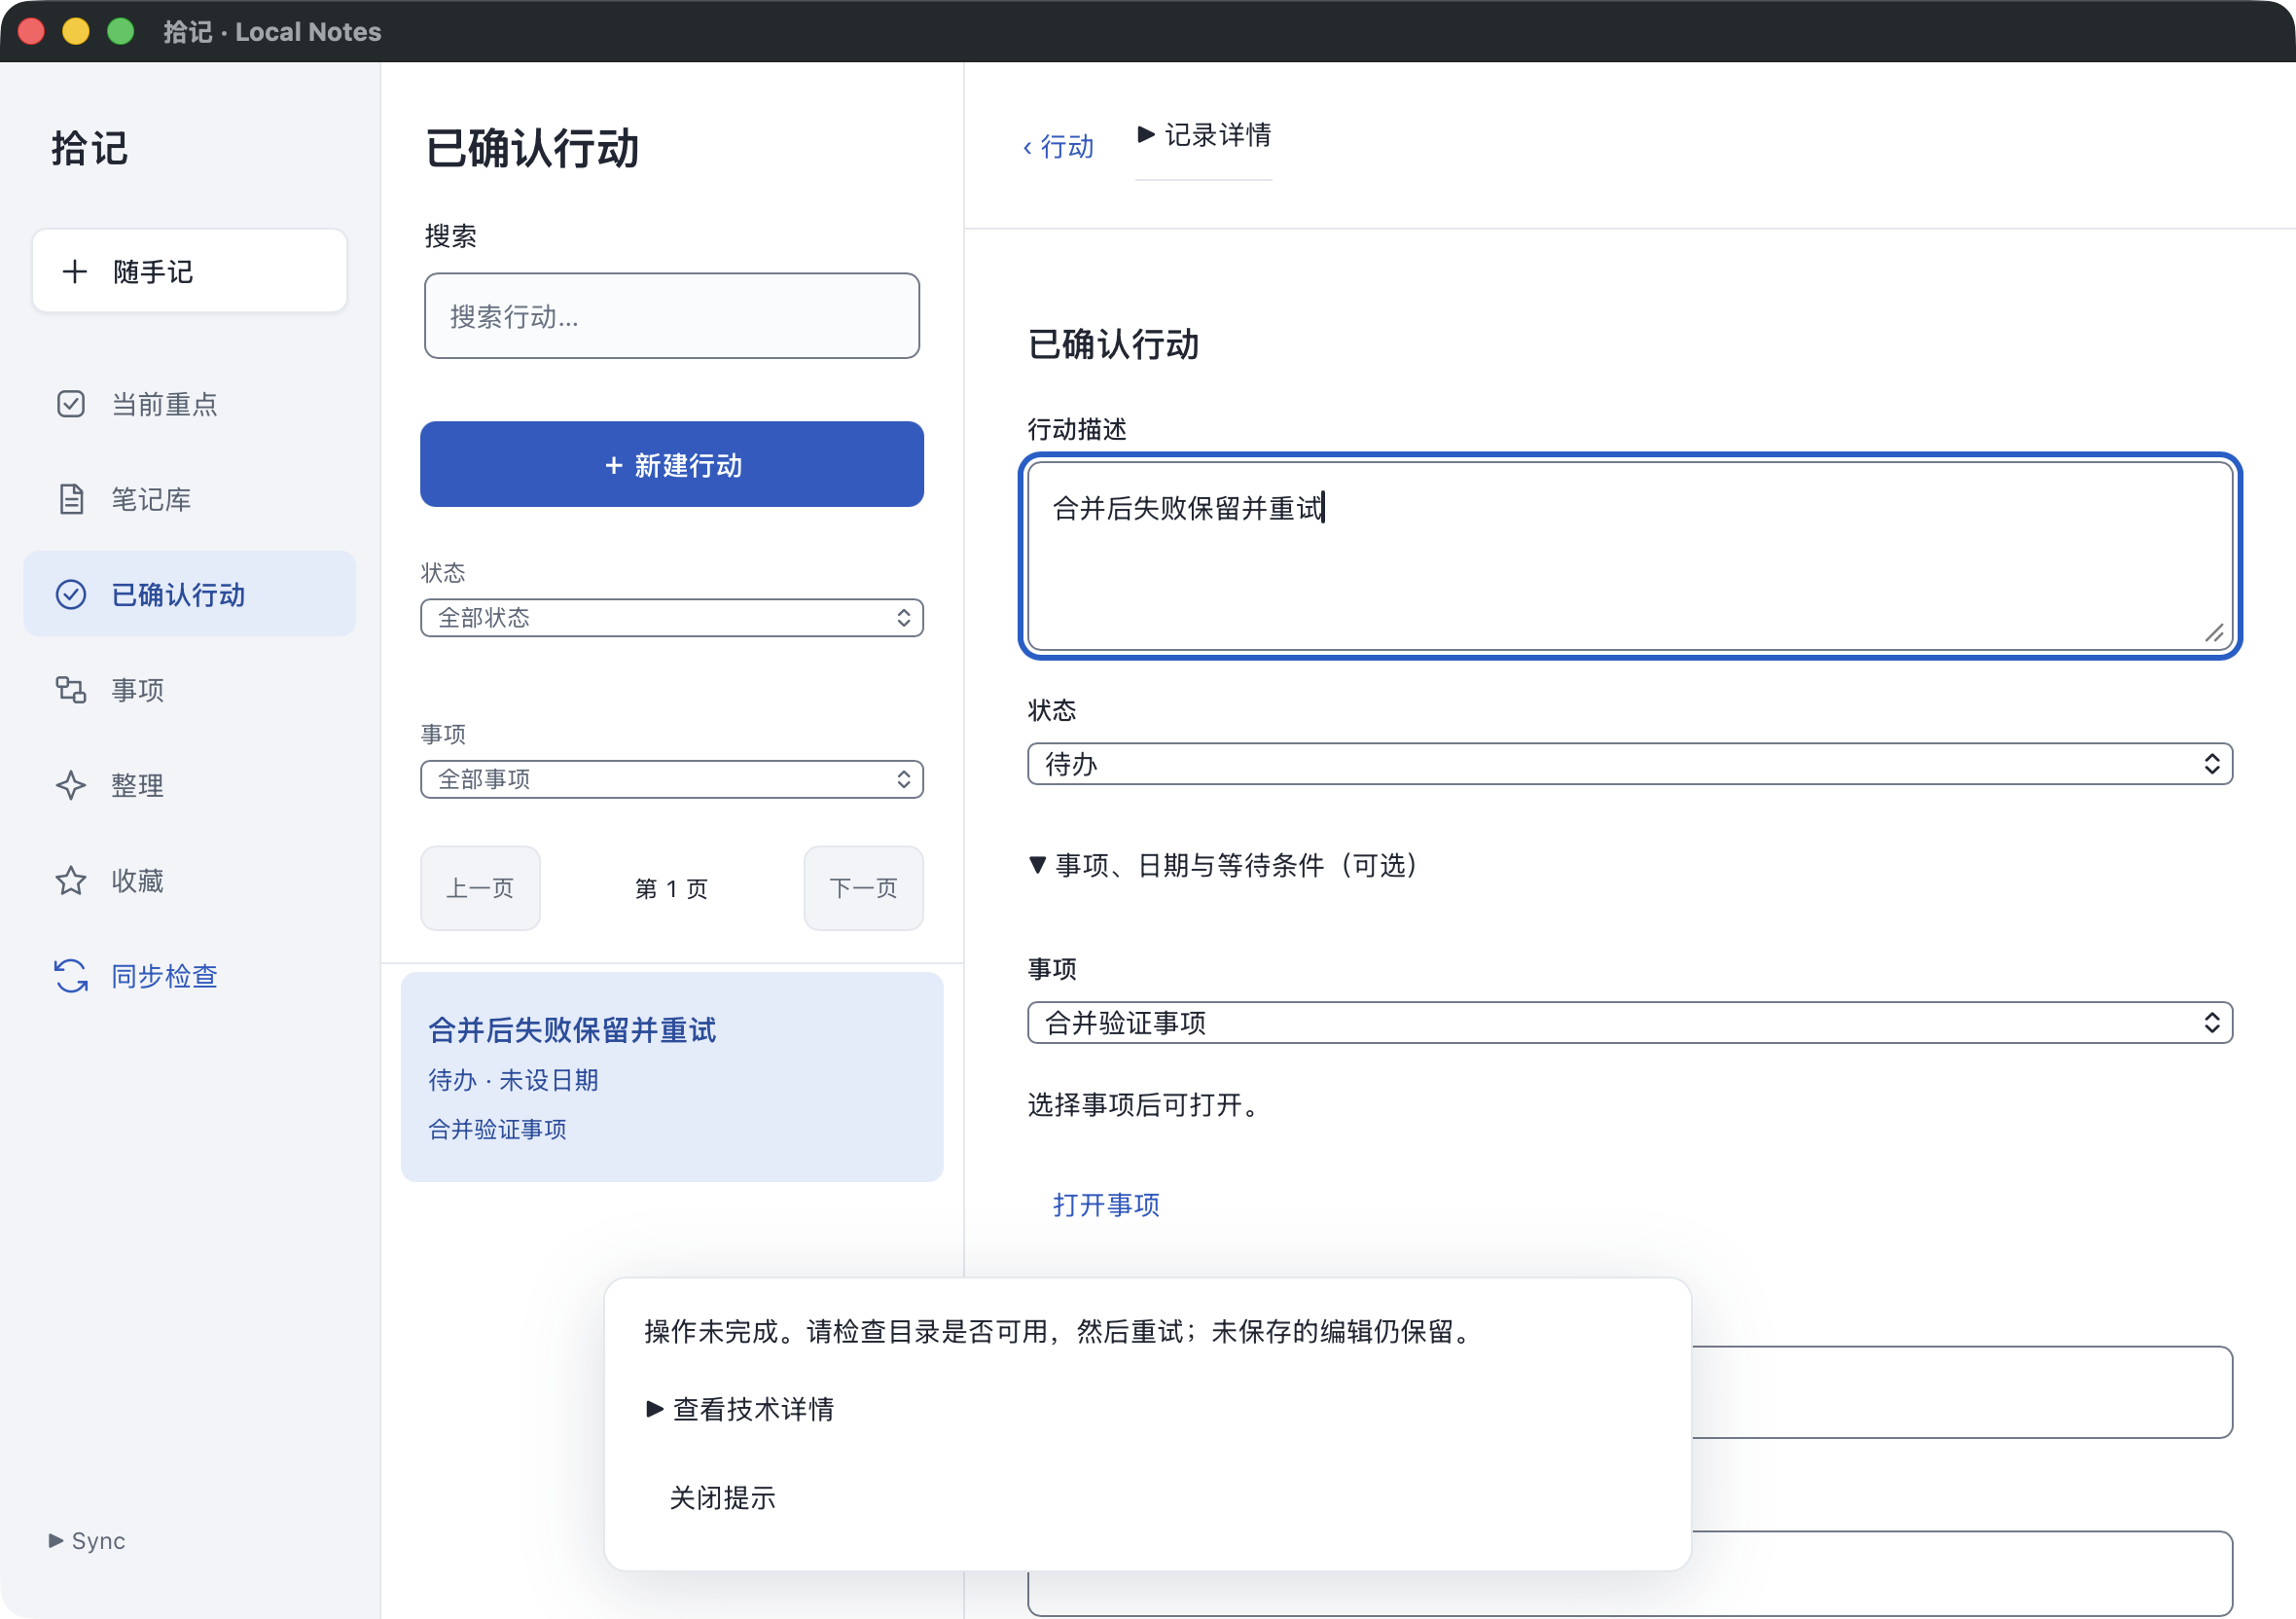 拾记 · Local Notes
拾记
随手记
当前重点
笔记库
已确认行动
事项
整理
收藏
同步检查
Sync
已确认行动
搜索
搜索行动...
+ 新建行动
状态
全部状态
事项
全部事项
上一页
第 1 页
下一页
合并后失败保留并重试
待办 · 未设日期
合并验证事项
‹ 行动
记录详情
已确认行动
行动描述
合并后失败保留并重试
状态
待办
事项、日期与等待条件（可选）
事项
合并验证事项
选择事项后可打开。
打开事项
操作未完成。请检查目录是否可用，然后重试；未保存的编辑仍保留。
查看技术详情
关闭提示